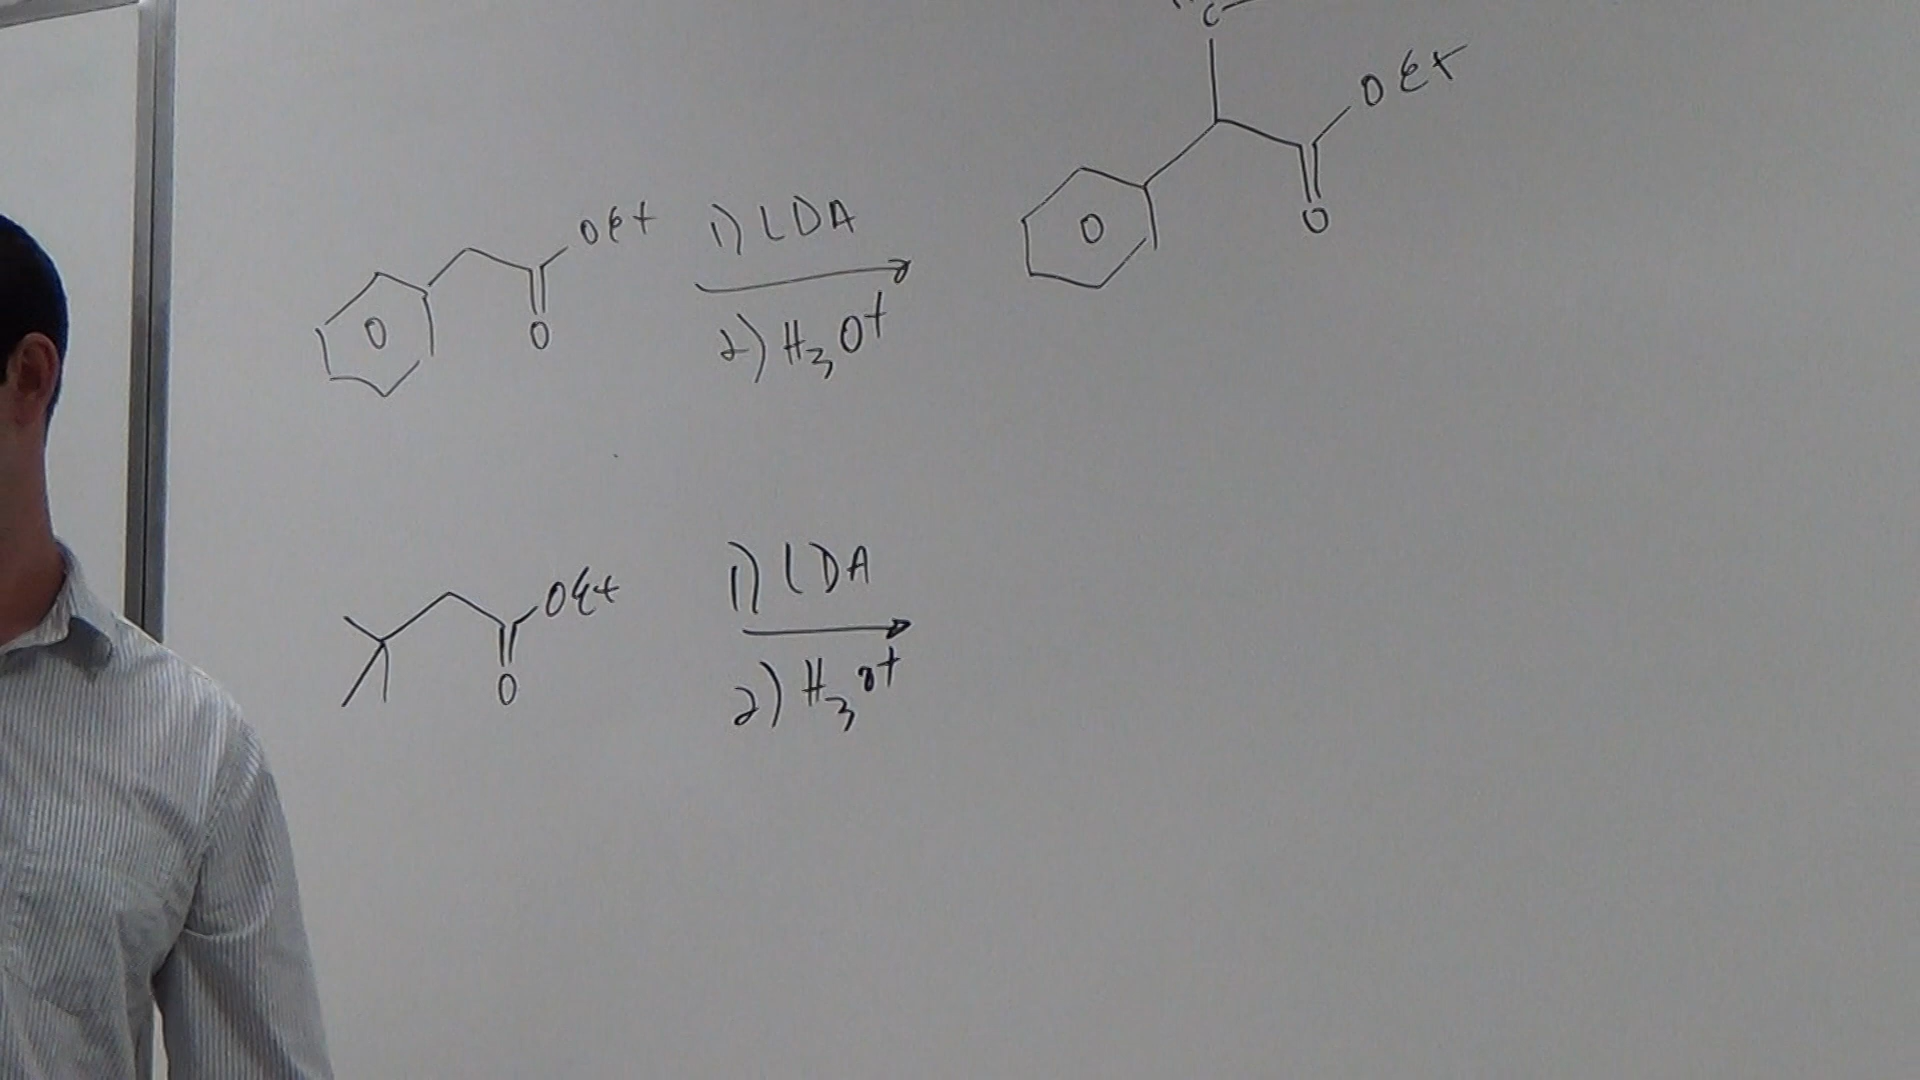 C
OEt
O
OEt
O
1) LDA
2) H3O+
OEt
O
1) LDA
2) H3O+